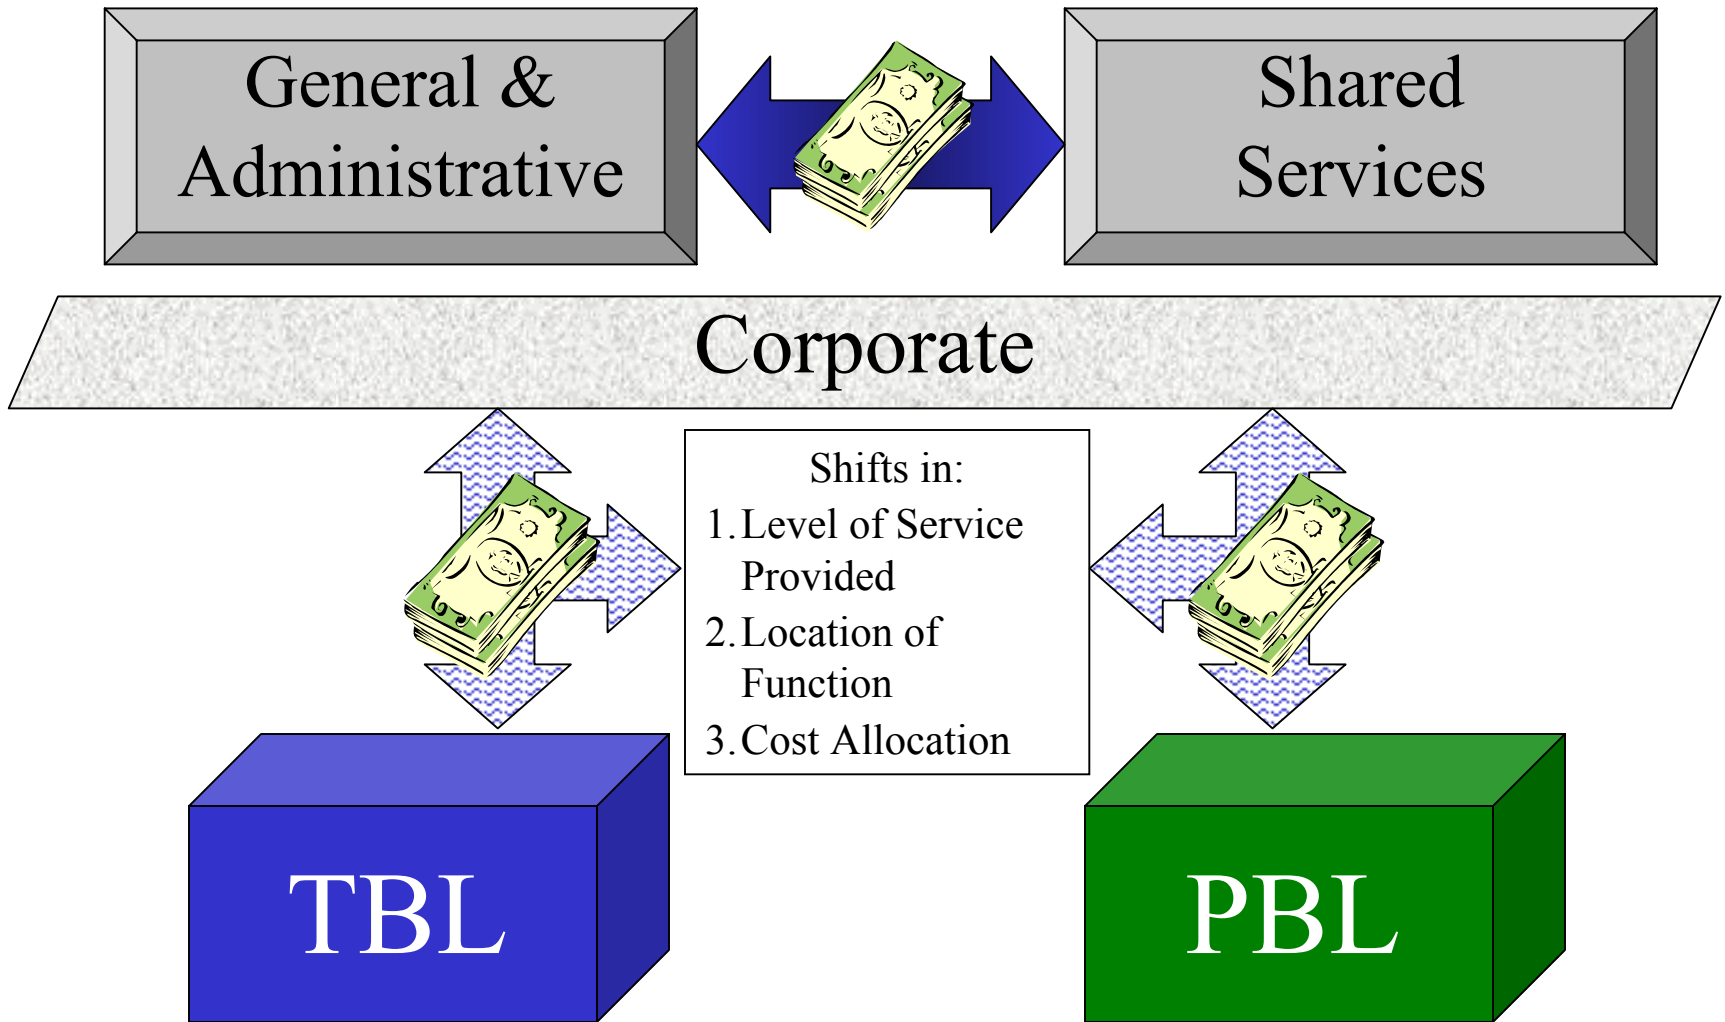 General &
Administrative
Shared
Services
Corporate
Shifts in:
1. Level of Service
Provided
2. Location of
Function
3. Cost Allocation
TBL
PBL